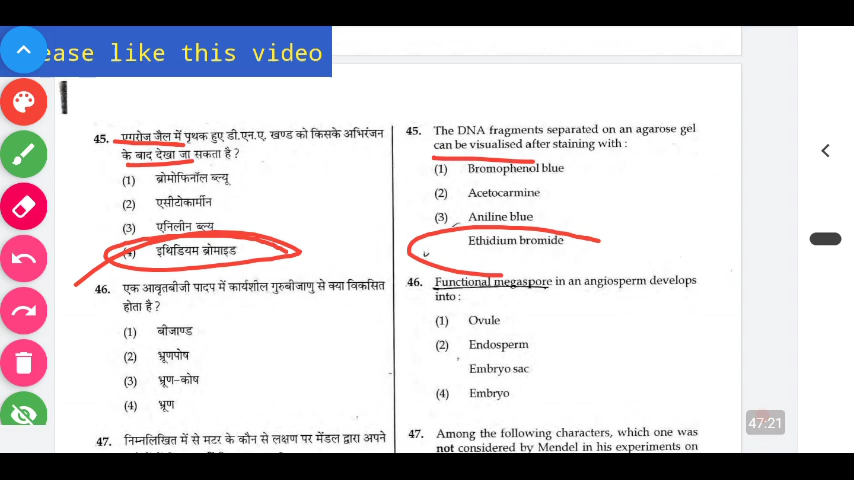 ease like this video
45. एगरोज जैल में पृथक हुए डी.एन.ए. खण्ड को किसके अभिरंजन
के बाद देखा जा सकता है ?
(1) ब्रोमोफिनॉल ब्ल्यू
(2) एसीटोकार्मीन
(3) एनिलीन ब्ल्य
(4) इथिडियम ब्रोमाइड
46. एक आवृतबीजी पादप में कार्यशील गुरुबीजाणु से क्या विकसित
होता है ?
(1) बीजाण्ड
(2) भ्रूणपोष
(3) भ्रूण-कोष
(4) भ्रूण
47. निम्नलिखित में से मटर के कौन से लक्षण पर मेंडल द्वारा अपने
45. The DNA fragments separated on an agarose gel
can be visualised after staining with :
(1) Bromophenol blue
(2) Acetocarmine
(3) Aniline blue
Ethidium bromide
46. Functional megaspore in an angiosperm develops
into :
(1) Ovule
(2) Endosperm
Embryo sac
(4) Embryo
47. Among the following characters, which one was
not considered by Mendel in his experiments on
47:21